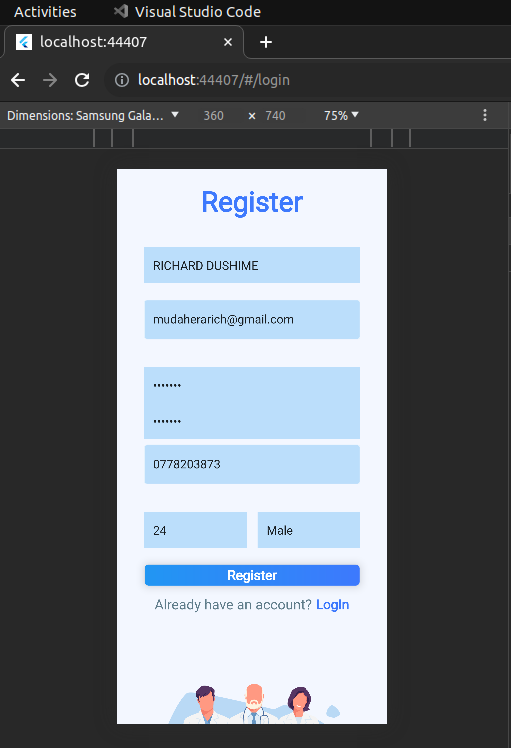 Activities Visual Studio Code
localhost:44407
localhost:44407/#/login
Dimensions: Samsung Gala... 360 × 740 75%
Register
RICHARD DUSHIME
mudaherarich@gmail.com
•••••••
•••••••
0778203873
24 Male
Register
Already have an account? LogIn